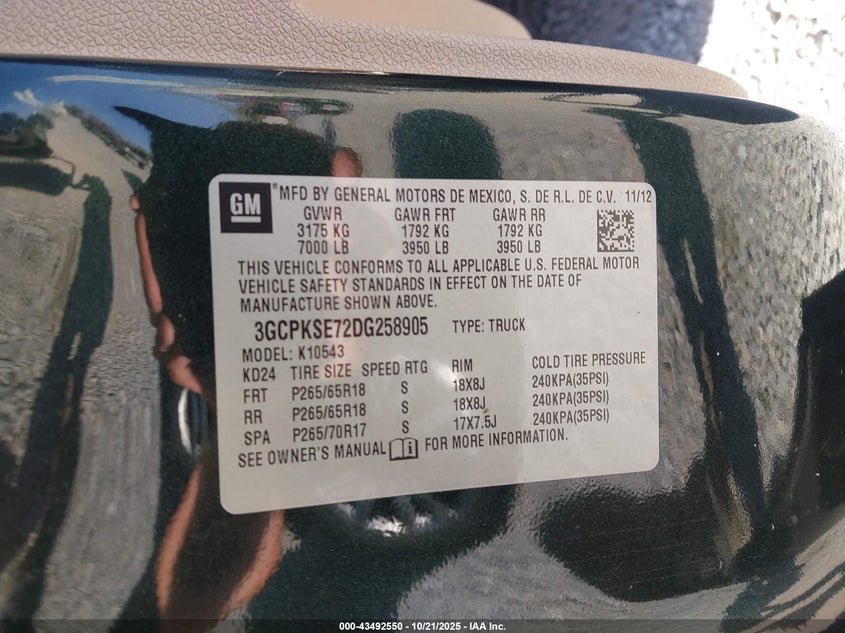 GM
® MFD BY GENERAL MOTORS DE MEXICO, S. DE R.L. DE C.V. 11/12
GVWR GAWR FRT GAWR RR
3175 KG 1792 KG 1792 KG
7000 LB 3950 LB 3950 LB
THIS VEHICLE CONFORMS TO ALL APPLICABLE U.S. FEDERAL MOTOR
VEHICLE SAFETY STANDARDS IN EFFECT ON THE DATE OF
MANUFACTURE SHOWN ABOVE.
3GCPKSE72DG258905 TYPE: TRUCK
MODEL: K10543
KD24 TIRE SIZE SPEED RTG RIM COLD TIRE PRESSURE
FRT P265/65R18 S 18X8J 240KPA(35PSI)
RR P265/65R18 S 18X8J 240KPA(35PSI)
SPA P265/70R17 S 17X7.5J 240KPA(35PSI)
SEE OWNER'S MANUAL FOR MORE INFORMATION.
000-43492550 - 10/21/2025 - IAA Inc.